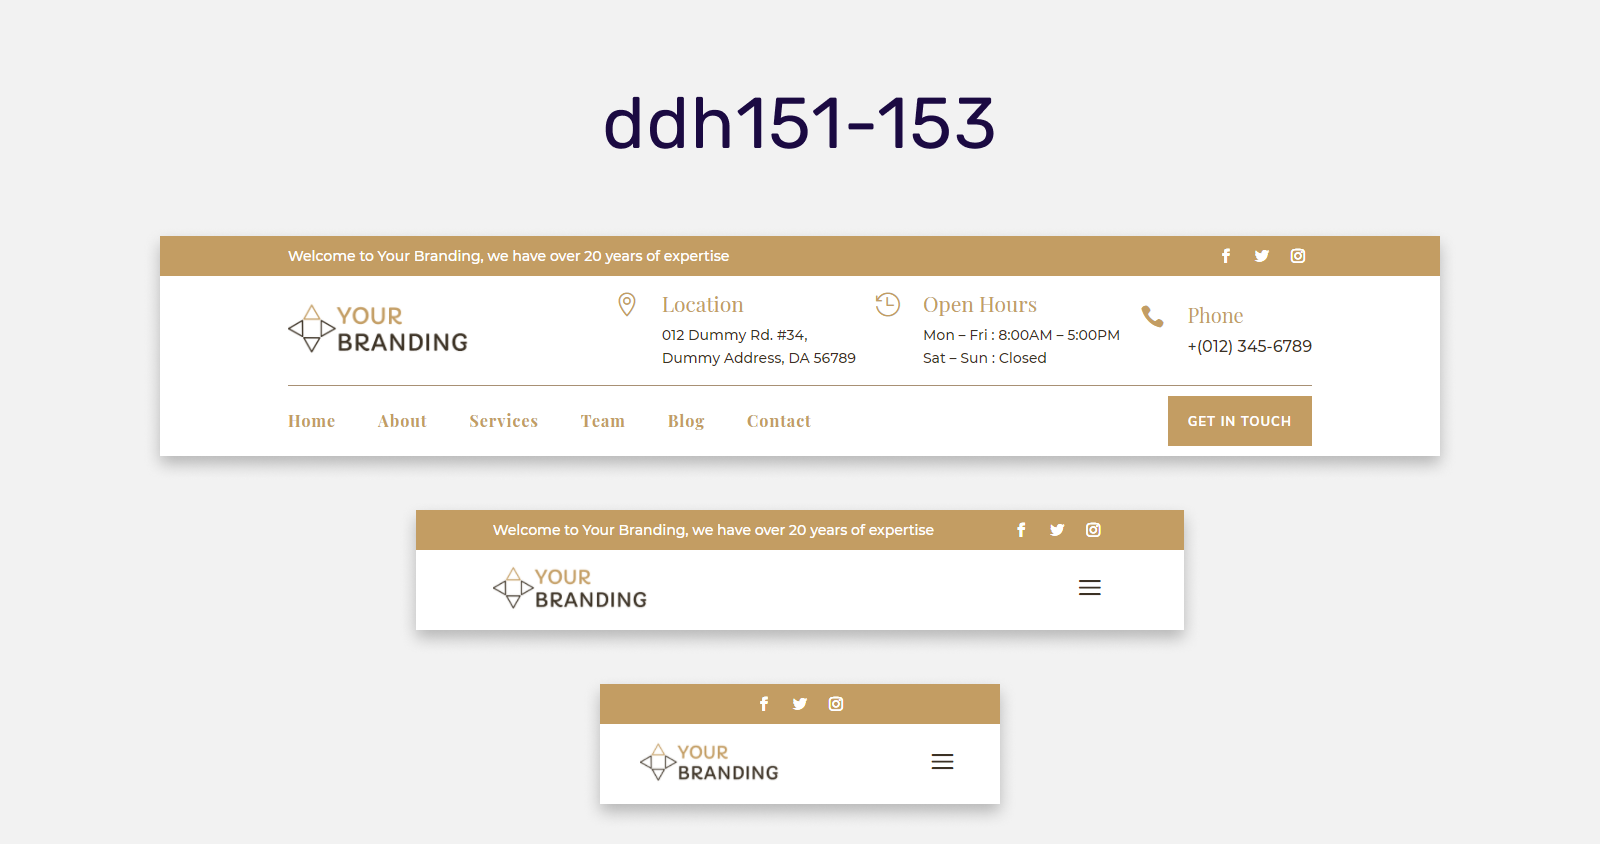 ddh151-153
Welcome to Your Branding, we have over 20 years of expertise
YOUR
BRANDING
Location
012 Dummy Rd. #34,
Dummy Address, DA 56789
Open Hours
Mon – Fri : 8:00AM – 5:00PM
Sat – Sun : Closed
Phone
+(012) 345-6789
Home About Services Team Blog Contact
GET IN TOUCH
Welcome to Your Branding, we have over 20 years of expertise
YOUR
BRANDING
YOUR
BRANDING